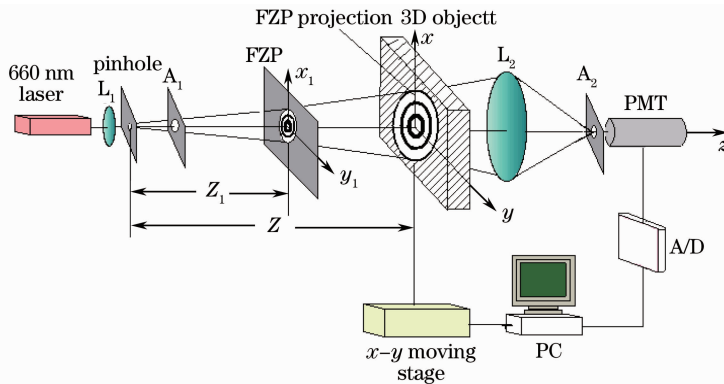 FZP projection 3D objectt
660 nm
laser
L1
pinhole
A1
FZP
x1
y1
x
y
L2
A2
PMT
z
Z1
Z
A/D
x-y moving
stage
PC